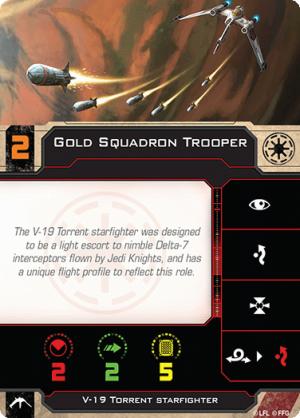 2 GOLD SQUADRON TROOPER
The V-19 Torrent starfighter was designed
to be a light escort to nimble Delta-7
interceptors flown by Jedi Knights, and has
a unique flight profile to reflect this role.
2 2 5
V-19 TORRENT STARFIGHTER
©LFL ©FFG